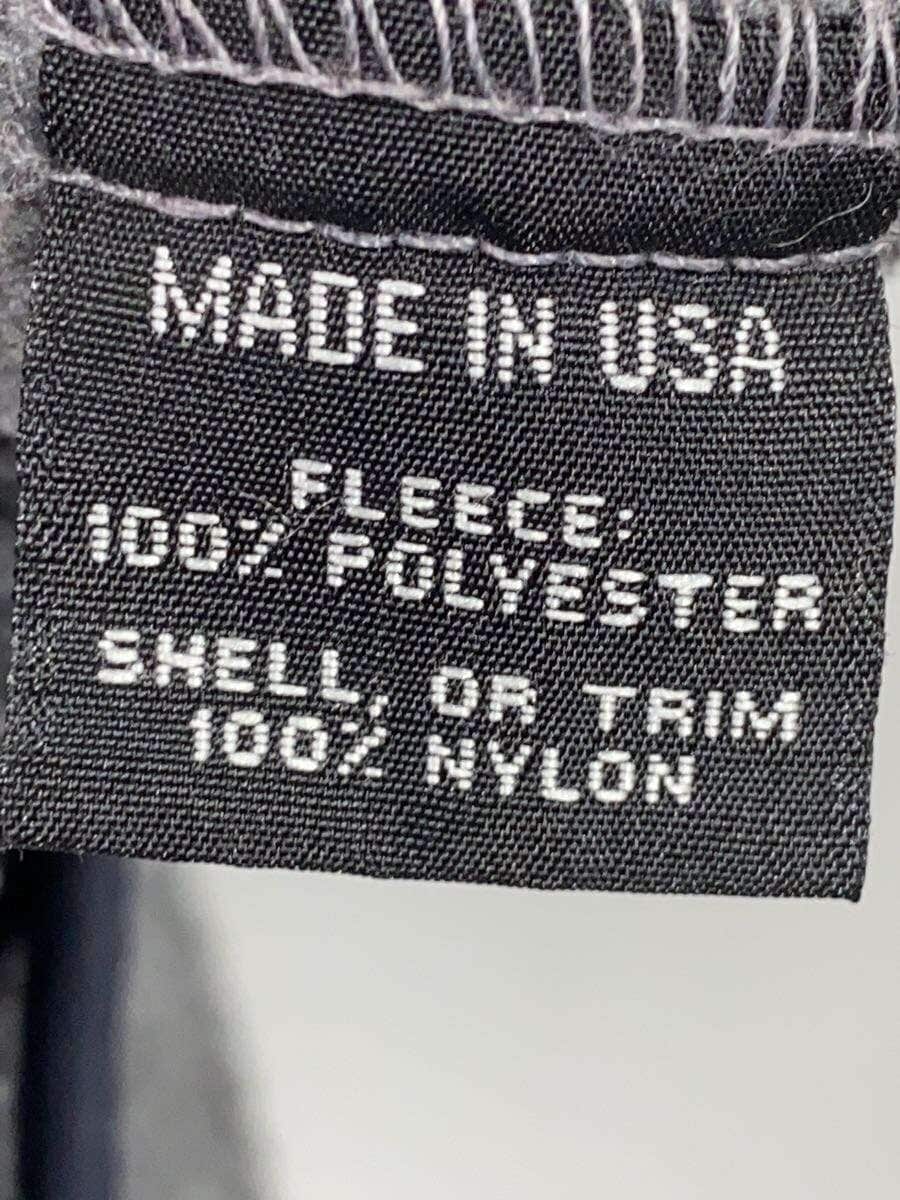 MADE IN USA
FLEECE:
100% POLYESTER
SHELL, OR TRIM
100% NYLON